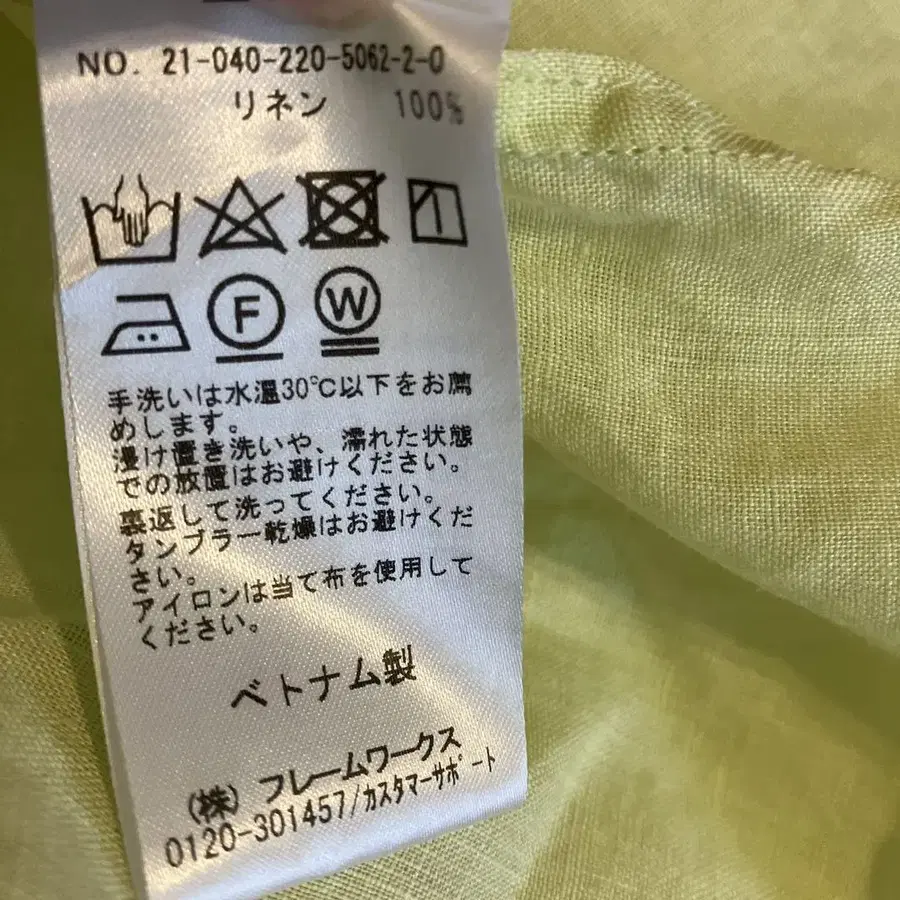 NO. 21-040-220-5062-2-0
リネン 100%
F W
手洗いは水温30℃以下をお薦
めします。
浸け置き洗いや、濡れた状態
での放置はお避けください。
裏返して洗ってください。
タンブラー乾燥はお避けくだ
さい。
アイロンは当て布を使用して
ください。
ベトナム製
(株) フレームワークス
0120-301457/カスタマーサポート